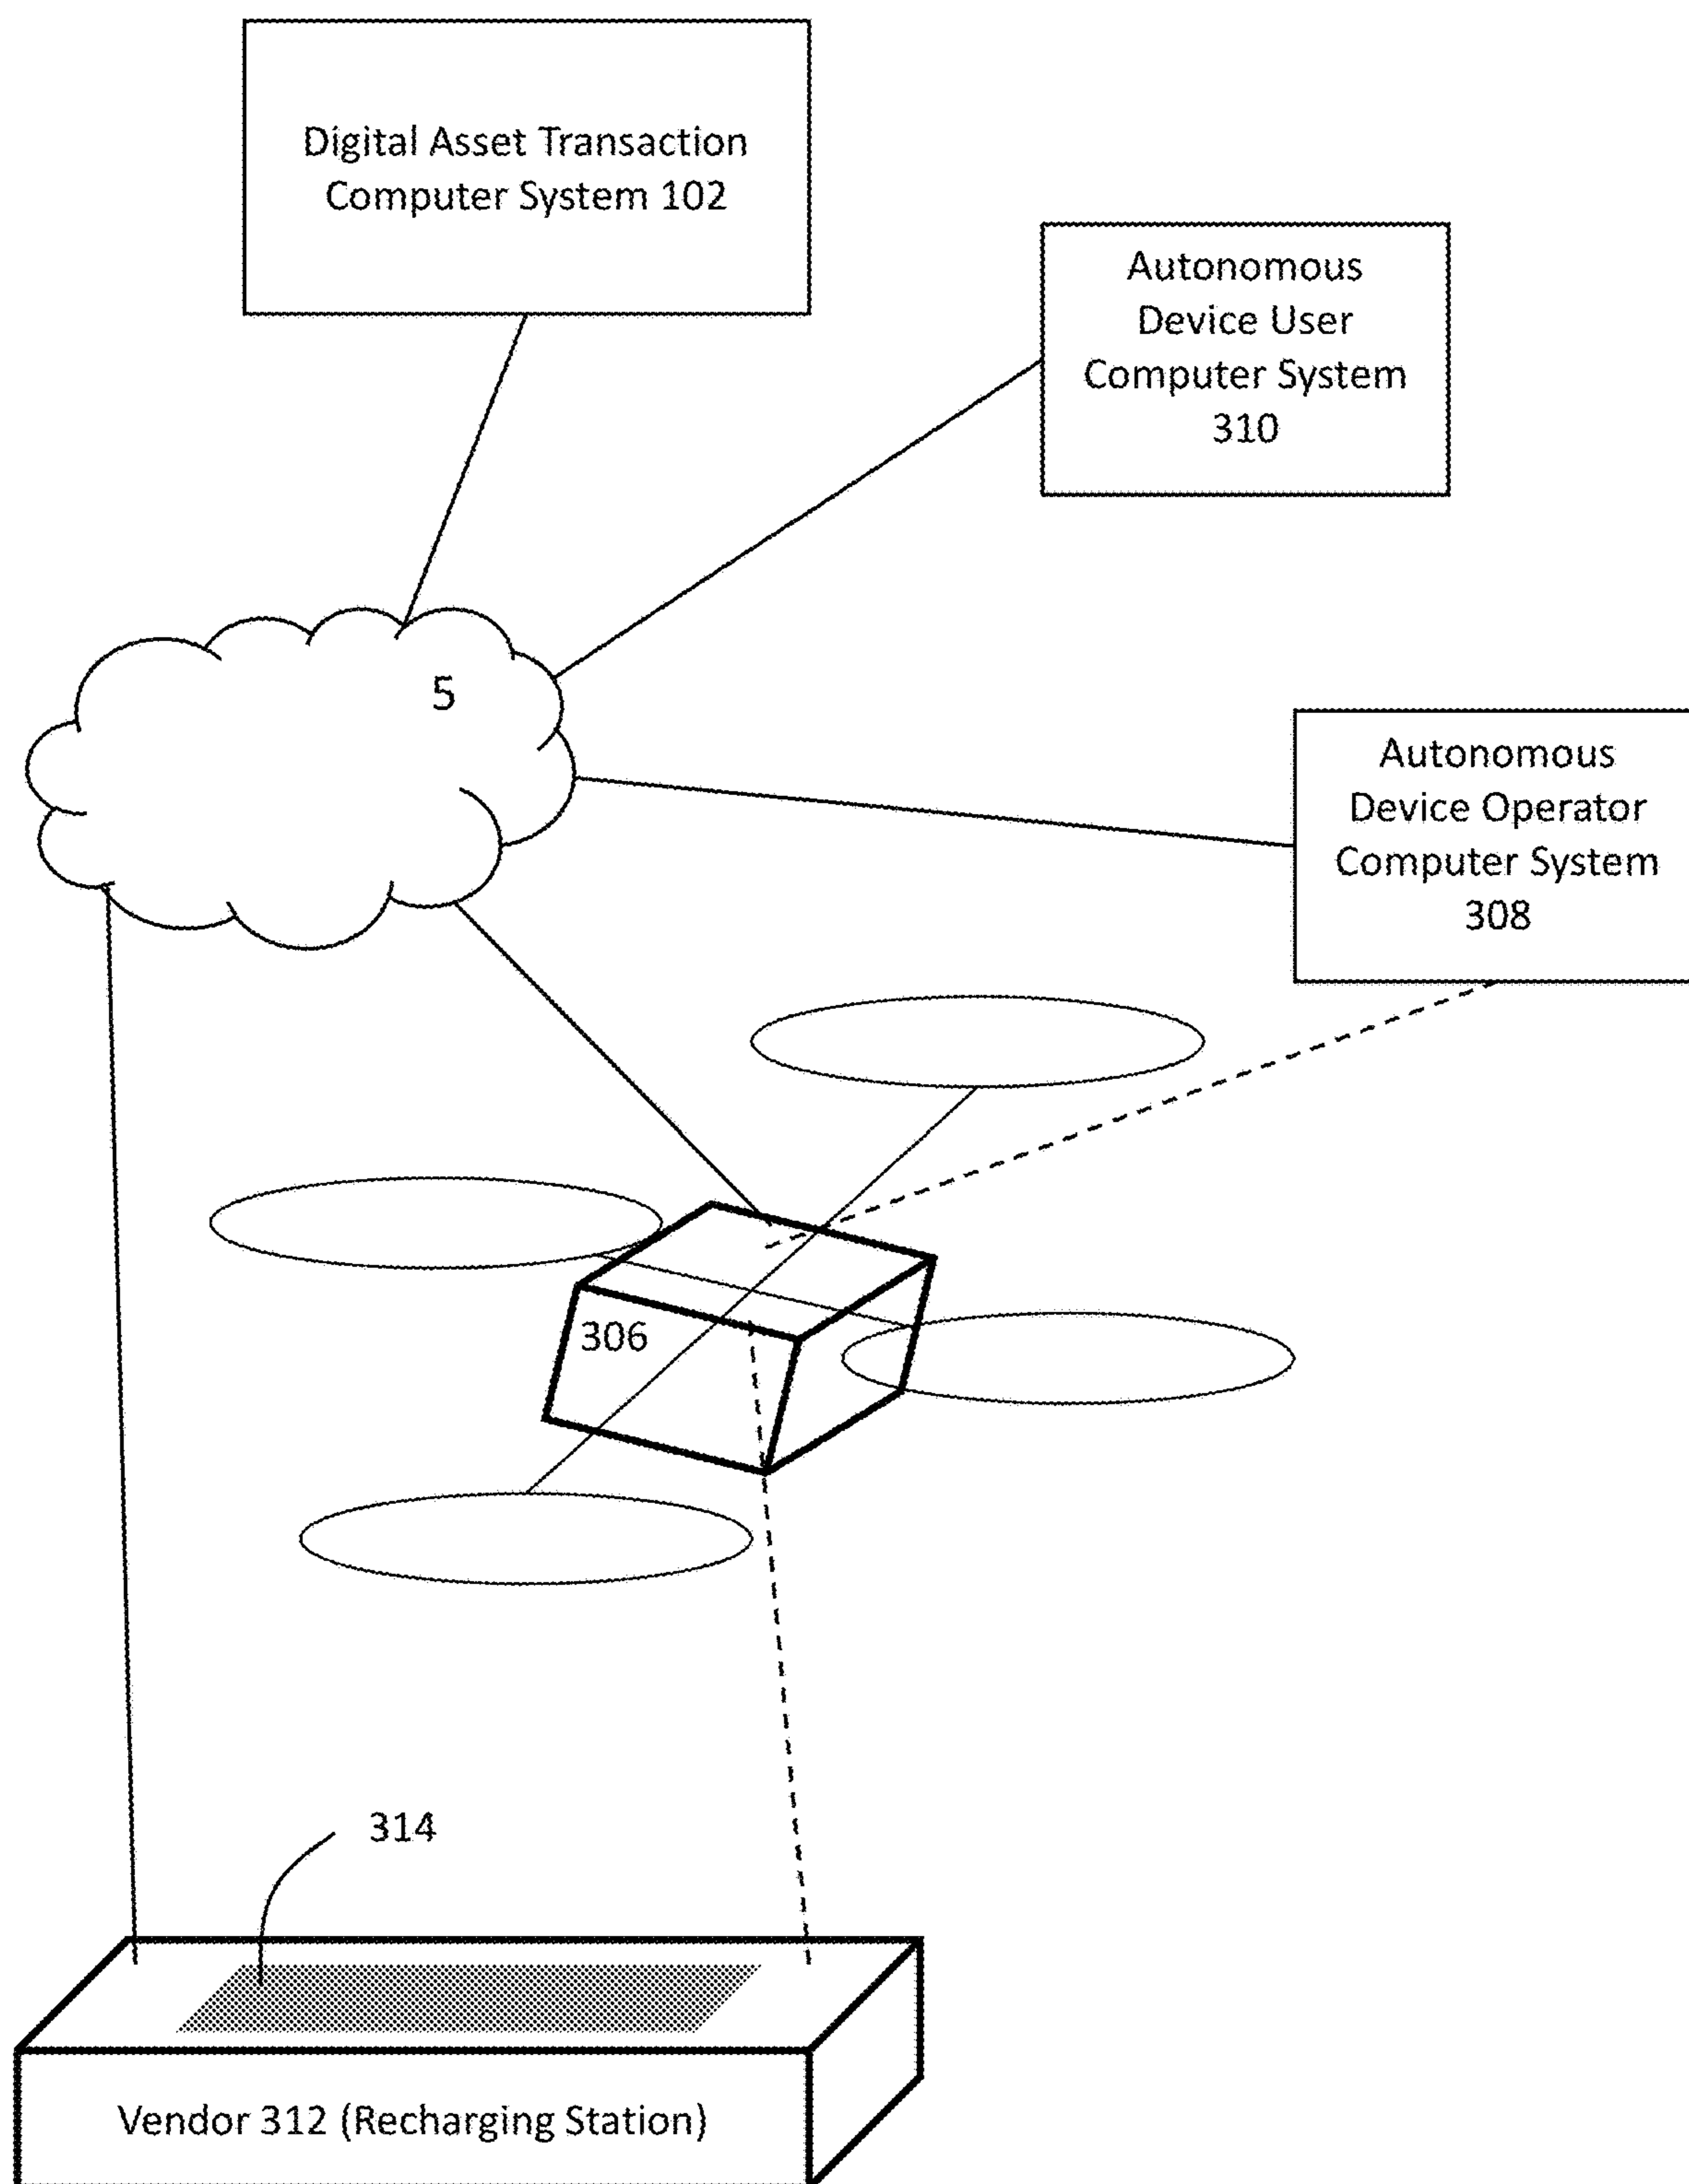 Digital Asset Transaction
Computer System 102
Autonomous
Device User
Computer System
310
5
Autonomous
Device Operator
Computer System
308
306
314
Vendor 312 (Recharging Station)